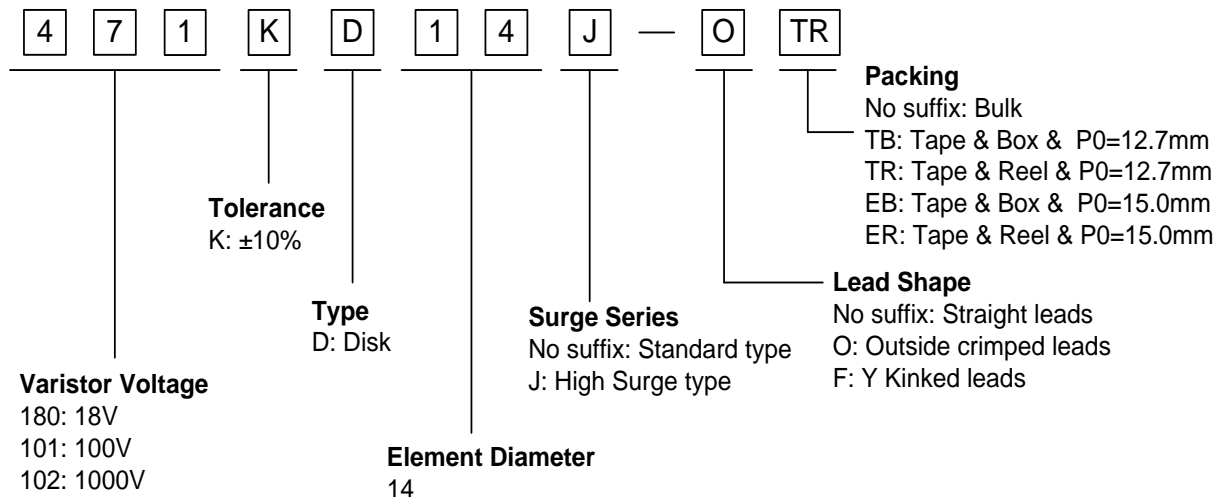 4 7 1 K D 1 4 J — O TR
Packing
No suffix: Bulk
TB: Tape & Box & P0=12.7mm
TR: Tape & Reel & P0=12.7mm
EB: Tape & Box & P0=15.0mm
ER: Tape & Reel & P0=15.0mm
Tolerance
K: ±10%
Lead Shape
No suffix: Straight leads
O: Outside crimped leads
F: Y Kinked leads
Type
D: Disk
Surge Series
No suffix: Standard type
J: High Surge type
Varistor Voltage
180: 18V
101: 100V
102: 1000V
Element Diameter
14